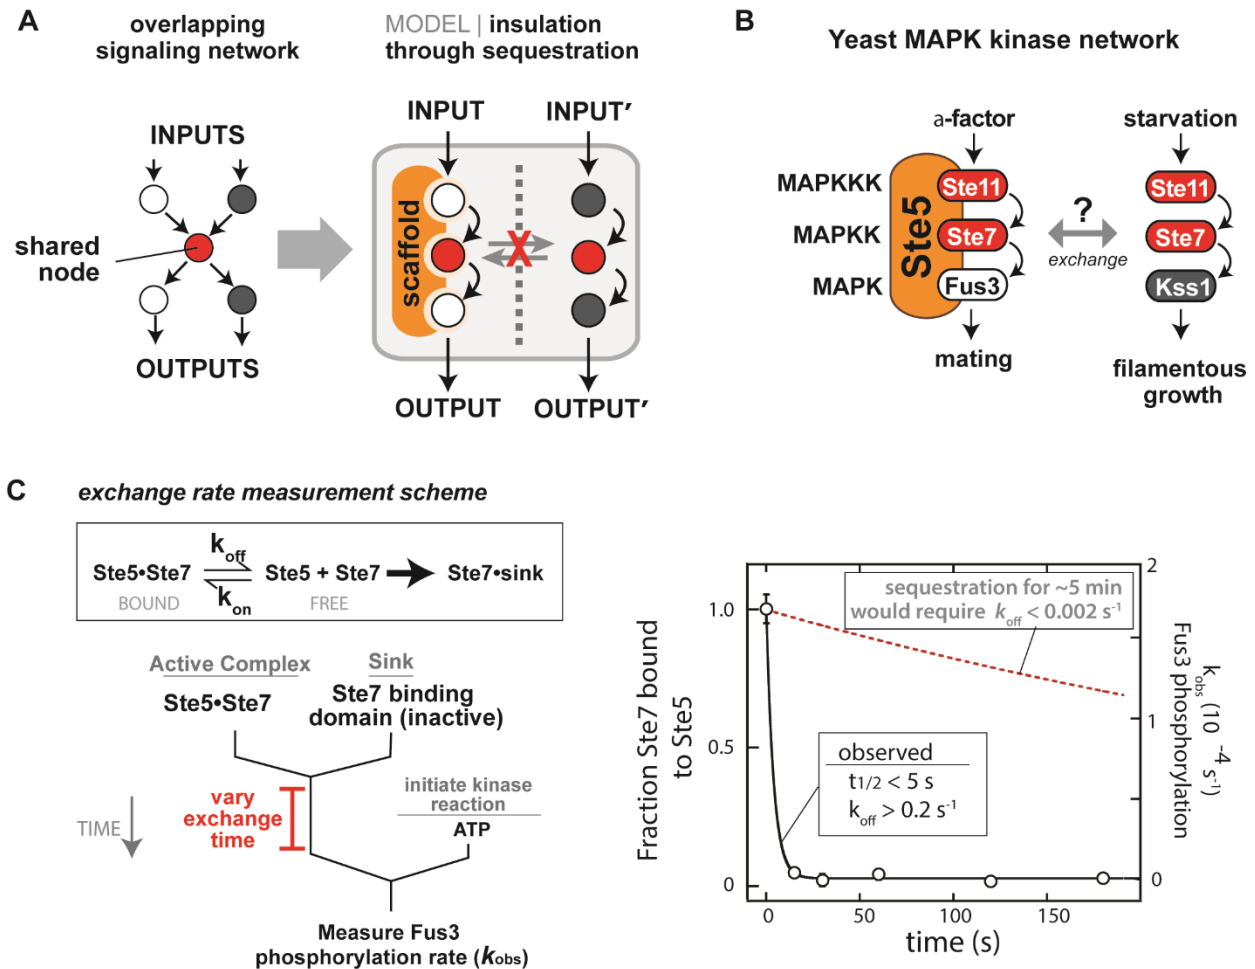 A
overlapping
signaling network
MODEL | insulation
through sequestration
INPUTS
shared
node
OUTPUTS
INPUT
INPUT′
scaffold
X
OUTPUT
OUTPUT′
B
Yeast MAPK kinase network
a-factor
starvation
MAPKKK
MAPKK
MAPK
Ste5
Ste11
Ste7
Fus3
?
exchange
Ste11
Ste7
Kss1
mating
filamentous
growth
C
exchange rate measurement scheme
Ste5•Ste7
BOUND
koff
kon
Ste5 + Ste7
FREE
Ste7•sink
Active Complex
Ste5•Ste7
Sink
Ste7 binding
domain (inactive)
TIME
vary
exchange
time
initiate kinase
reaction
ATP
Measure Fus3
phosphorylation rate (kobs)
Fraction Ste7 bound
to Ste5
1.0
0.5
0
sequestration for ~5 min
would require koff < 0.002 s-1
observed
t1/2 < 5 s
koff > 0.2 s-1
2
1
0
kobs (10-4 s-1)
Fus3 phosphorylation
0
50
100
150
time (s)